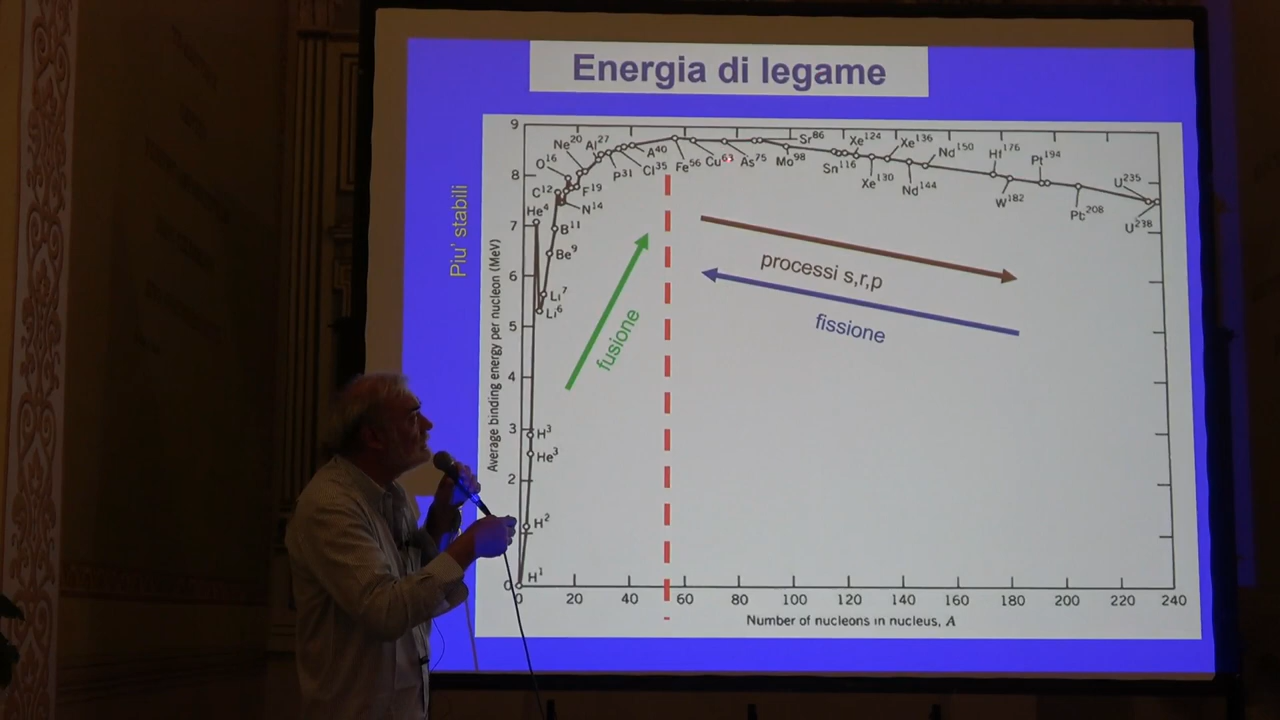 Energia di legame
Piu' stabili
Average binding energy per nucleon (MeV)
9
8
7
6
5
4
3
2
0
H¹
H²
He³
H³
Li⁶
Li⁷
Be⁹
B¹¹
He⁴
C¹²
N¹⁴
O¹⁶
F¹⁹
Ne²⁰
Al²⁷
P³¹
Cl³⁵
A⁴⁰
Fe⁵⁶
Cu⁶³
As⁷⁵
Sr⁸⁶
Mo⁹⁸
Sn¹¹⁶
Xe¹²⁴
Xe¹³⁰
Xe¹³⁶
Nd¹⁴⁴
Nd¹⁵⁰
Hf¹⁷⁶
W¹⁸²
Pt¹⁹⁴
Pt²⁰⁸
U²³⁵
U²³⁸
fusione
processi s,r,p
fissione
20 40 60 80 100 120 140 160 180 200 220 240
Number of nucleons in nucleus, A